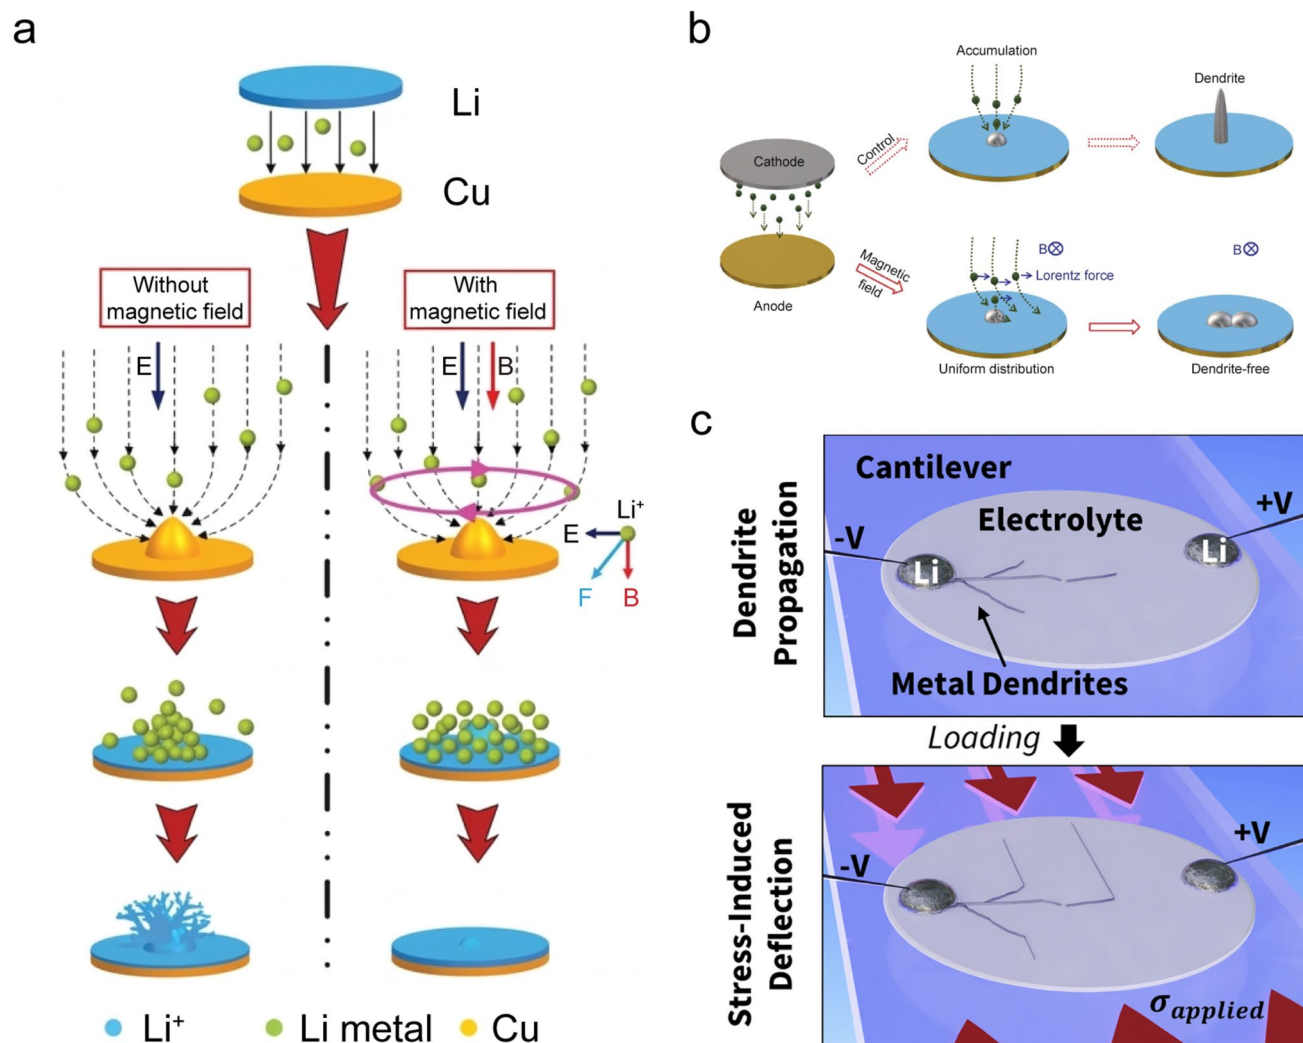 a
Li
Cu
Without
magnetic field
With
magnetic field
E
E
B
Li⁺
E
F
B
Li⁺
Li metal
Cu
b
Accumulation
Dendrite
Cathode
Control
Anode
Magnetic
field
B⊗
B⊗
Lorentz force
Uniform distribution
Dendrite-free
c
Dendrite
Propagation
Cantilever
Electrolyte
+V
-V
Li
Li
Metal Dendrites
Loading
Stress-Induced
Deflection
-V
+V
σapplied